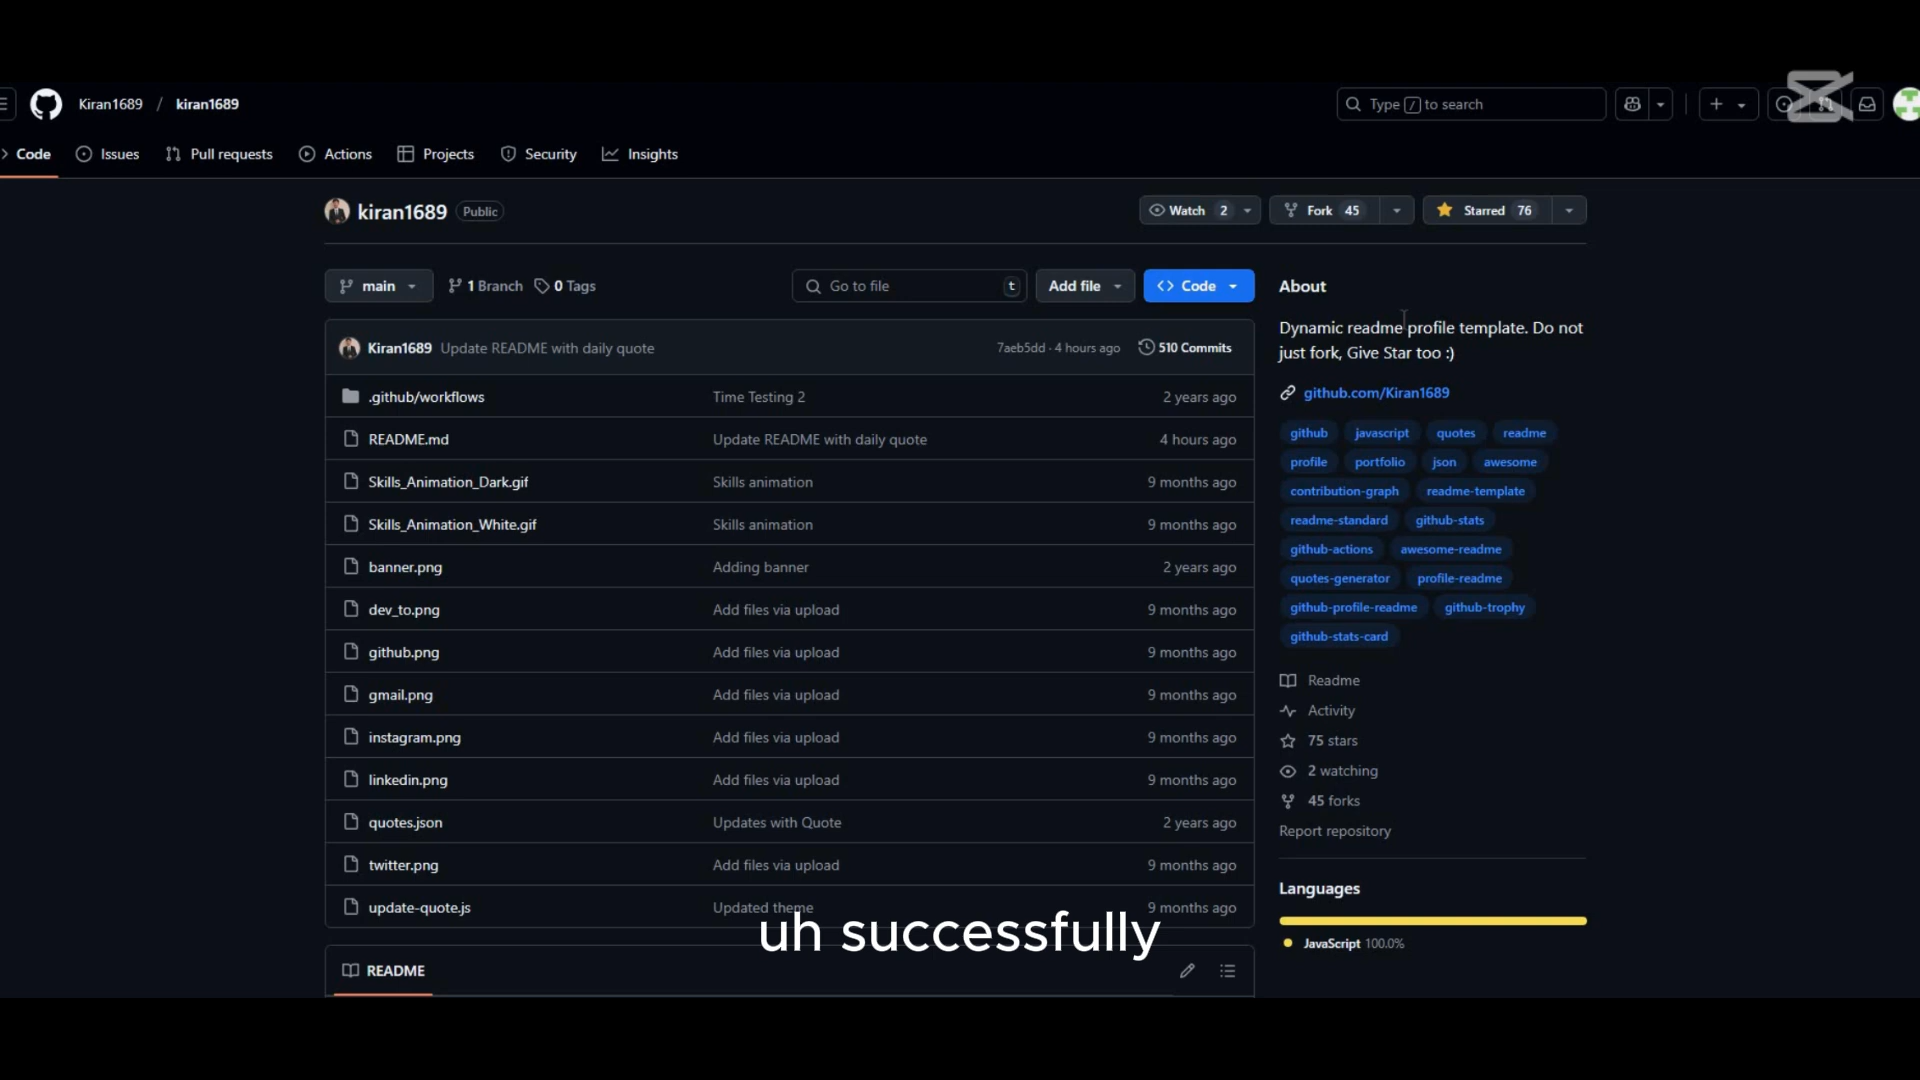 Kiran1689 / kiran1689
Type / to search
Code Issues Pull requests Actions Projects Security Insights
kiran1689 Public
Watch 2 Fork 45 Starred 76
main 1 Branch 0 Tags Go to file t Add file Code
Kiran1689 Update README with daily quote 7aeb5dd · 4 hours ago 510 Commits
.github/workflows Time Testing 2 2 years ago
README.md Update README with daily quote 4 hours ago
Skills_Animation_Dark.gif Skills animation 9 months ago
Skills_Animation_White.gif Skills animation 9 months ago
banner.png Adding banner 2 years ago
dev_to.png Add files via upload 9 months ago
github.png Add files via upload 9 months ago
gmail.png Add files via upload 9 months ago
instagram.png Add files via upload 9 months ago
linkedin.png Add files via upload 9 months ago
quotes.json Updates with Quote 2 years ago
twitter.png Add files via upload 9 months ago
update-quote.js Updated theme 9 months ago
README
About
Dynamic readme profile template. Do not
just fork, Give Star too :)
github.com/Kiran1689
github javascript quotes readme
profile portfolio json awesome
contribution-graph readme-template
readme-standard github-stats
github-actions awesome-readme
quotes-generator profile-readme
github-profile-readme github-trophy
github-stats-card
Readme
Activity
75 stars
2 watching
45 forks
Report repository
Languages
JavaScript 100.0%
uh successfully